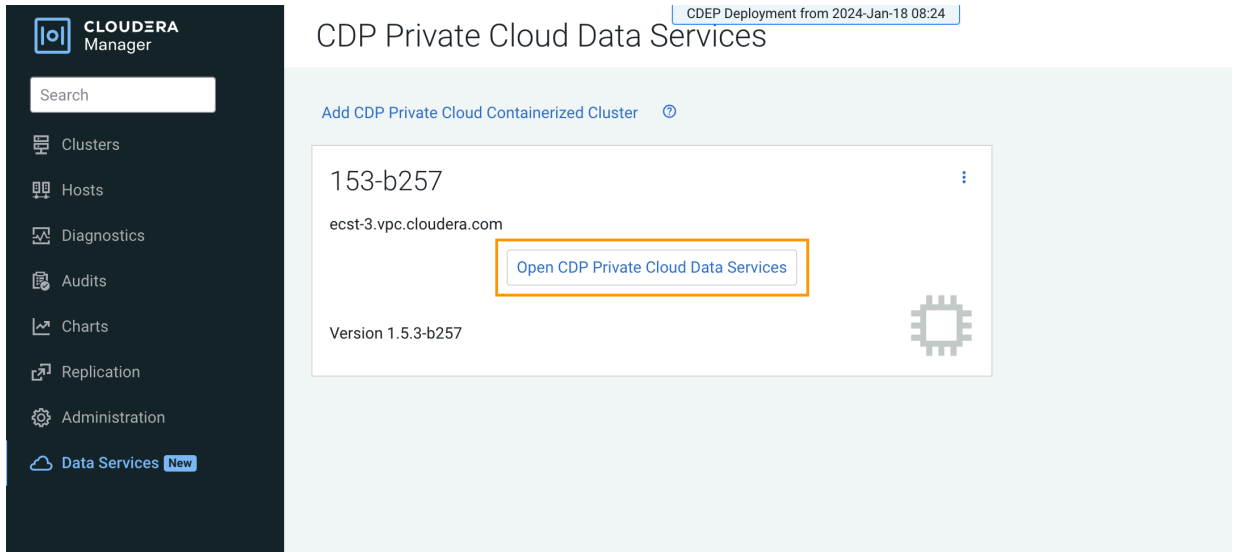 CLOUDERA
Manager
Search
Clusters
Hosts
Diagnostics
Audits
Charts
Replication
Administration
Data Services New
CDEP Deployment from 2024-Jan-18 08:24
CDP Private Cloud Data Services
Add CDP Private Cloud Containerized Cluster ?
153-b257
ecst-3.vpc.cloudera.com
Open CDP Private Cloud Data Services
Version 1.5.3-b257